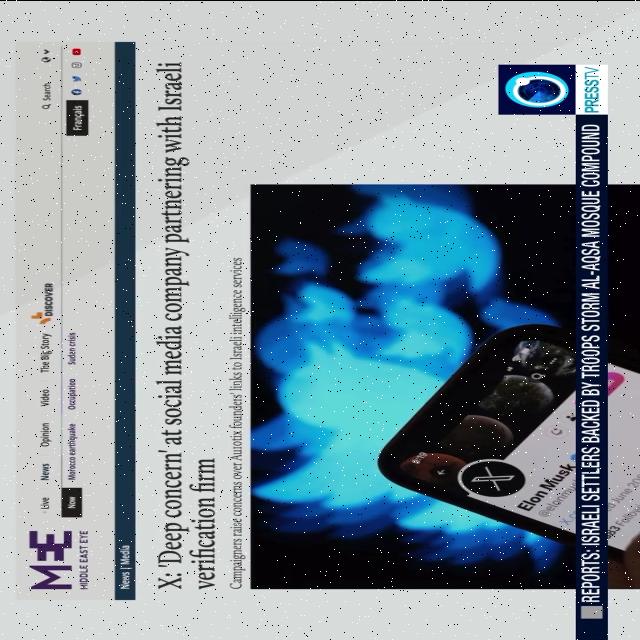 MEE
MIDDLE EAST EYE
Live News Opinion Video The Big Story DISCOVER
Search
Now Morocco earthquake Occupation Sudan crisis
Français
News | Media
X: 'Deep concern' at social media company partnering with Israeli
verification firm
Campaigners raise concerns over Au10tix founders' links to Israeli intelligence services
Elon Musk
PRESSTV
REPORTS: ISRAELI SETTLERS BACKED BY TROOPS STORM AL-AQSA MOSQUE COMPOUND